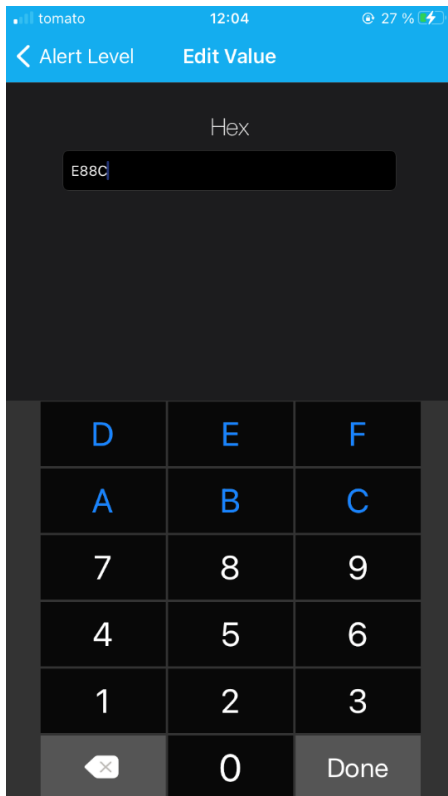 tomato 12:04 27 %
Alert Level Edit Value
Hex
E88C
D E F
A B C
7 8 9
4 5 6
1 2 3
0 Done